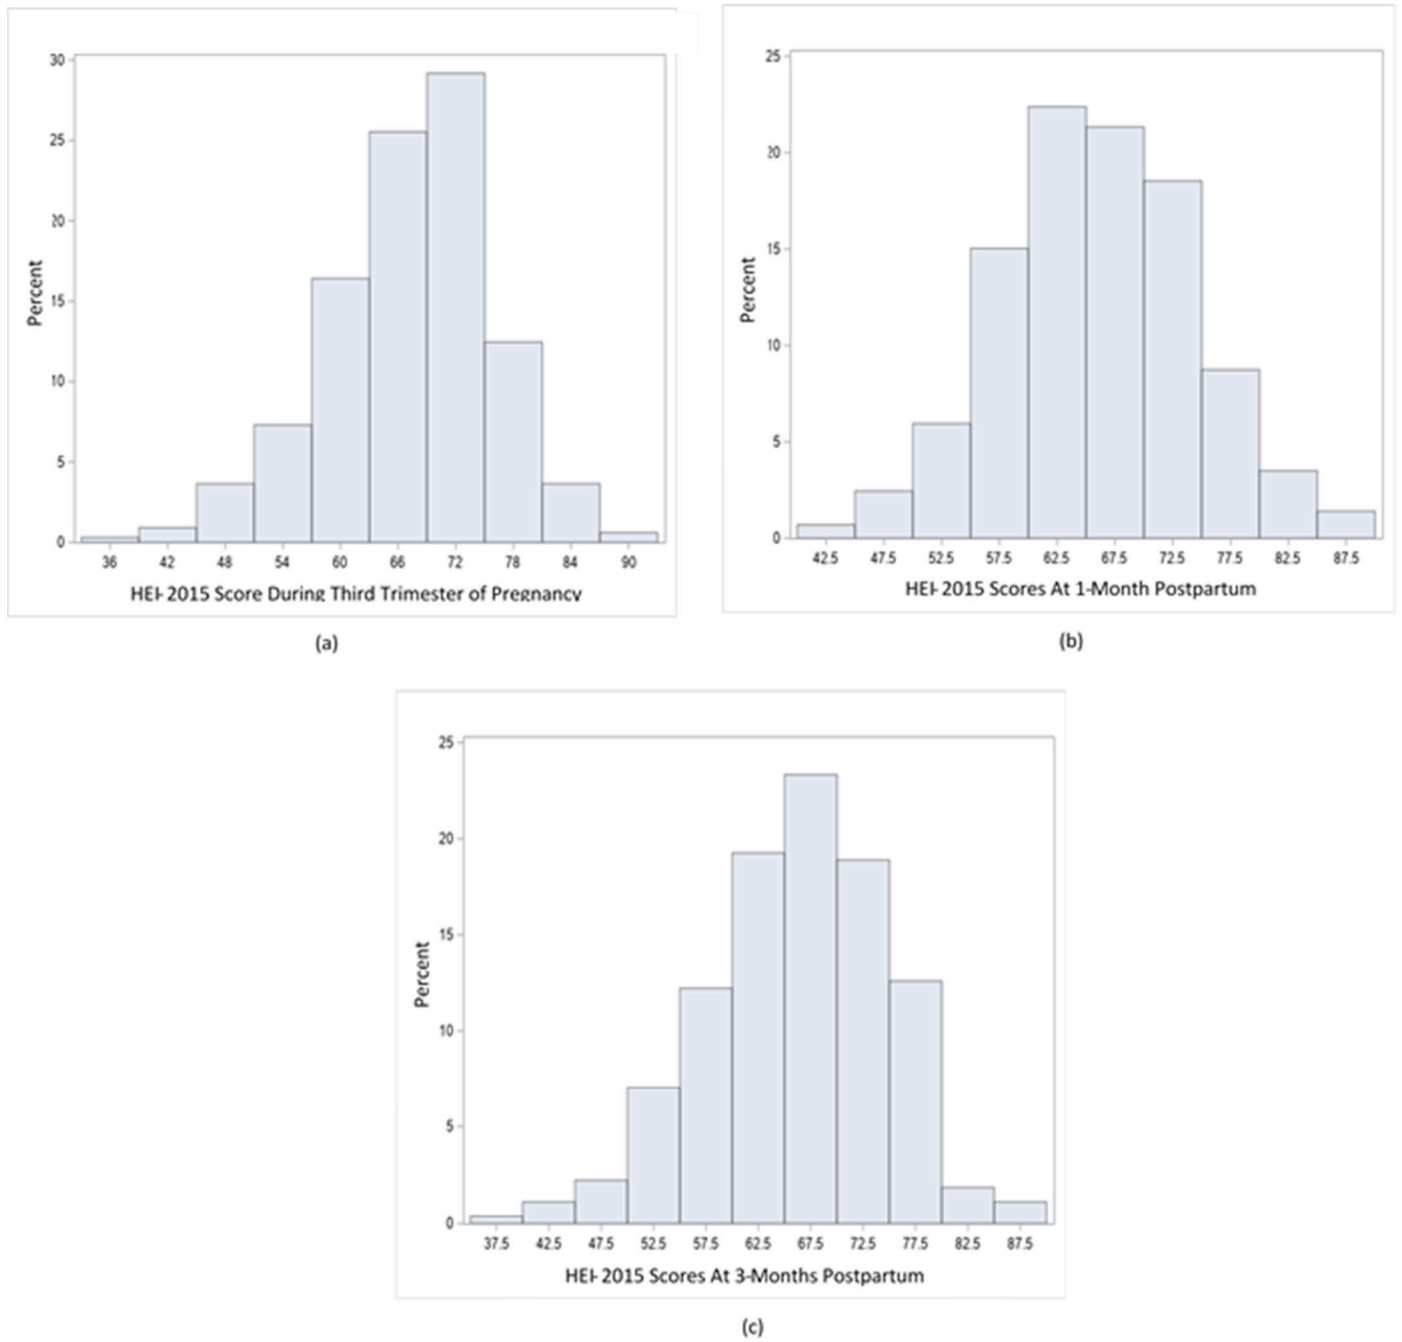 30
25
20
15
10
5
0
Percent
36 42 48 54 60 66 72 78 84 90
HEI-2015 Score During Third Trimester of Pregnancy
(a)
25
20
15
10
5
0
Percent
42.5 47.5 52.5 57.5 62.5 67.5 72.5 77.5 82.5 87.5
HEI-2015 Scores At 1-Month Postpartum
(b)
25
20
15
10
5
0
Percent
37.5 42.5 47.5 52.5 57.5 62.5 67.5 72.5 77.5 82.5 87.5
HEI-2015 Scores At 3-Months Postpartum
(c)